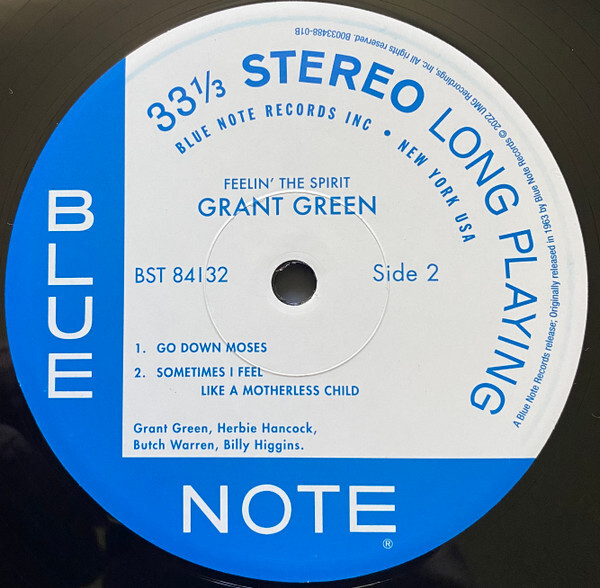 33⅓ STEREO LONG PLAYING
BLUE NOTE RECORDS INC • NEW YORK USA
A Blue Note Records release; Originally released in 1963 by Blue Note Records © 2022 UMG Recordings, Inc. All rights reserved. B0033488-01B
FEELIN' THE SPIRIT
GRANT GREEN
BST 84132 Side 2
1. GO DOWN MOSES
2. SOMETIMES I FEEL
LIKE A MOTHERLESS CHILD
Grant Green, Herbie Hancock,
Butch Warren, Billy Higgins.
BLUE
NOTE
®